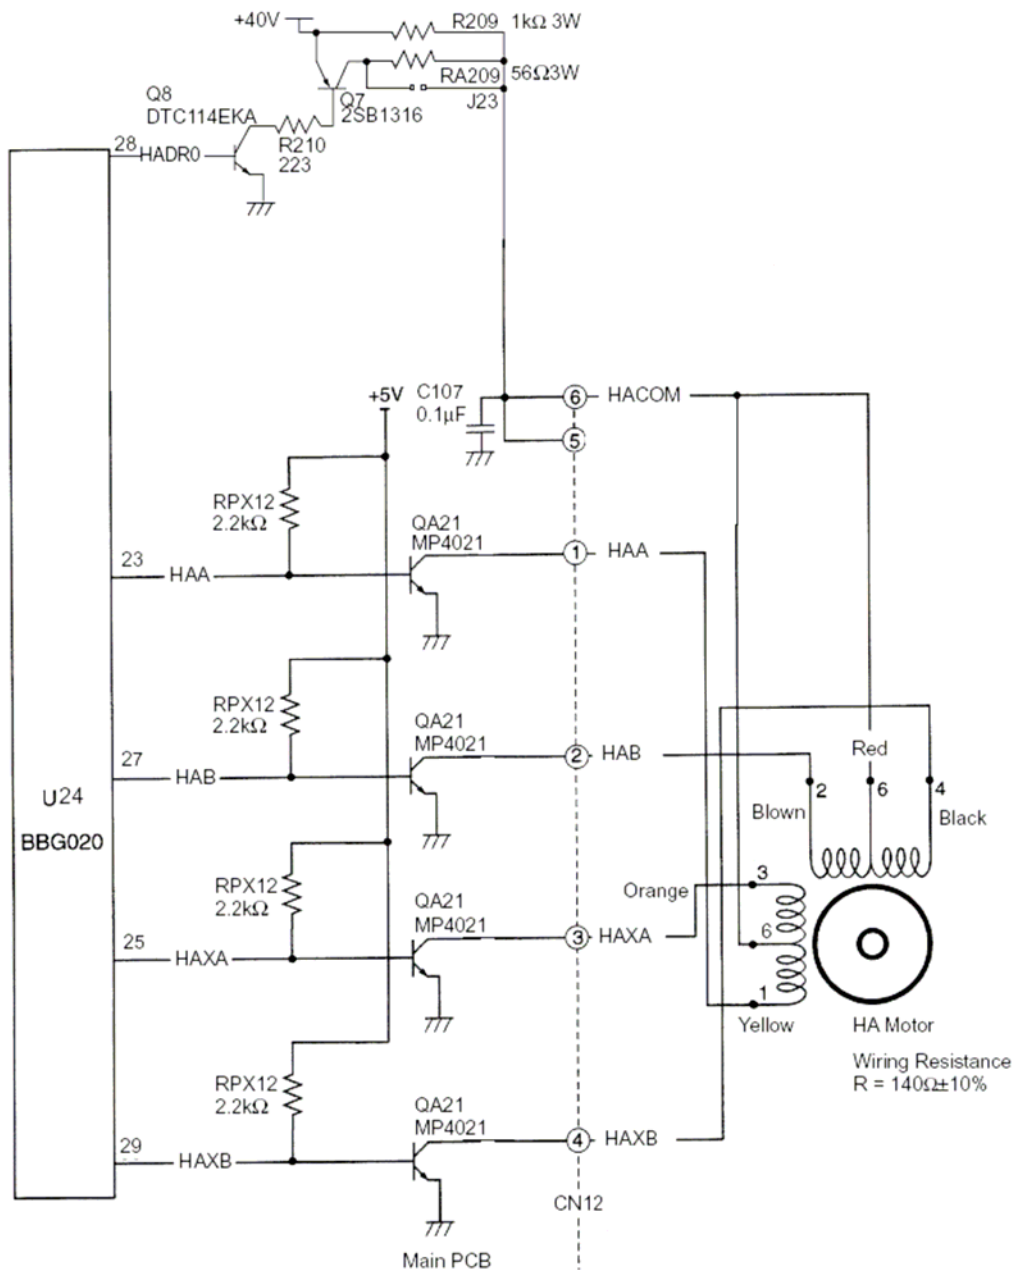 +40V
R209 1kΩ 3W
RA209 56Ω3W
J23
Q7
2SB1316
Q8
DTC114EKA
R210
223
28 HADR0
+5V
C107
0.1µF
6 HACOM
5
RPX12
2.2kΩ
QA21
MP4021
23 HAA
1 HAA
RPX12
2.2kΩ
QA21
MP4021
27 HAB
2 HAB
Red
2 6 4
Blown
Black
U24
BBG020
RPX12
2.2kΩ
QA21
MP4021
25 HAXA
3 HAXA
Orange
3
6
1
Yellow
HA Motor
Wiring Resistance
R = 140Ω±10%
RPX12
2.2kΩ
QA21
MP4021
29 HAXB
4 HAXB
CN12
Main PCB